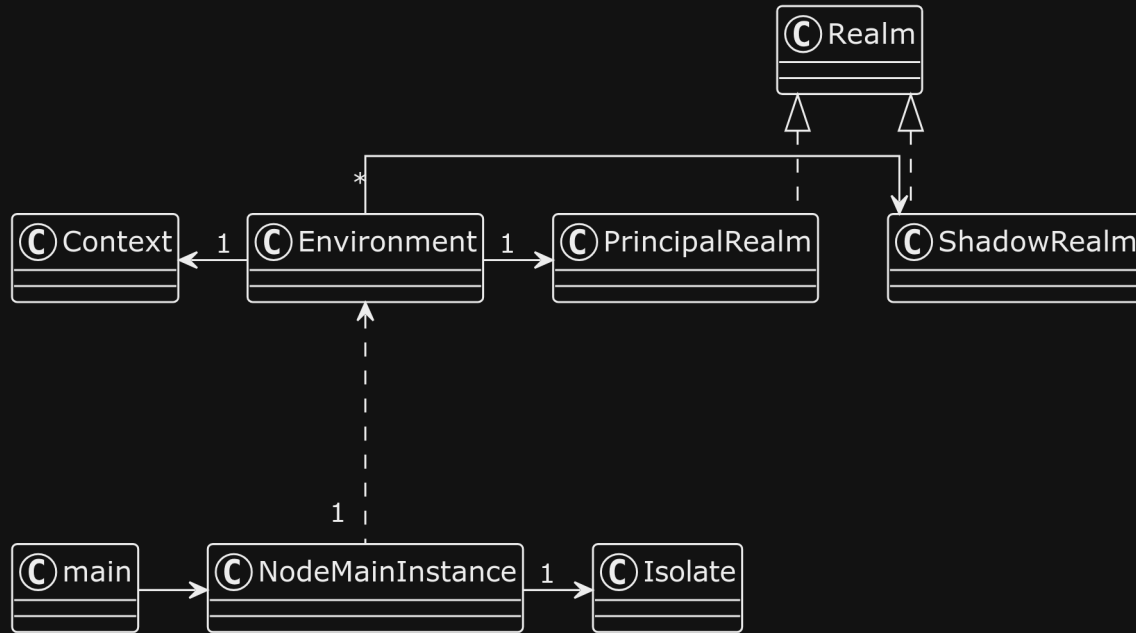 C Realm
*
C Context
1
C Environment
1
C PrincipalRealm
C ShadowRealm
1
C main
C NodeMainInstance
1
C Isolate